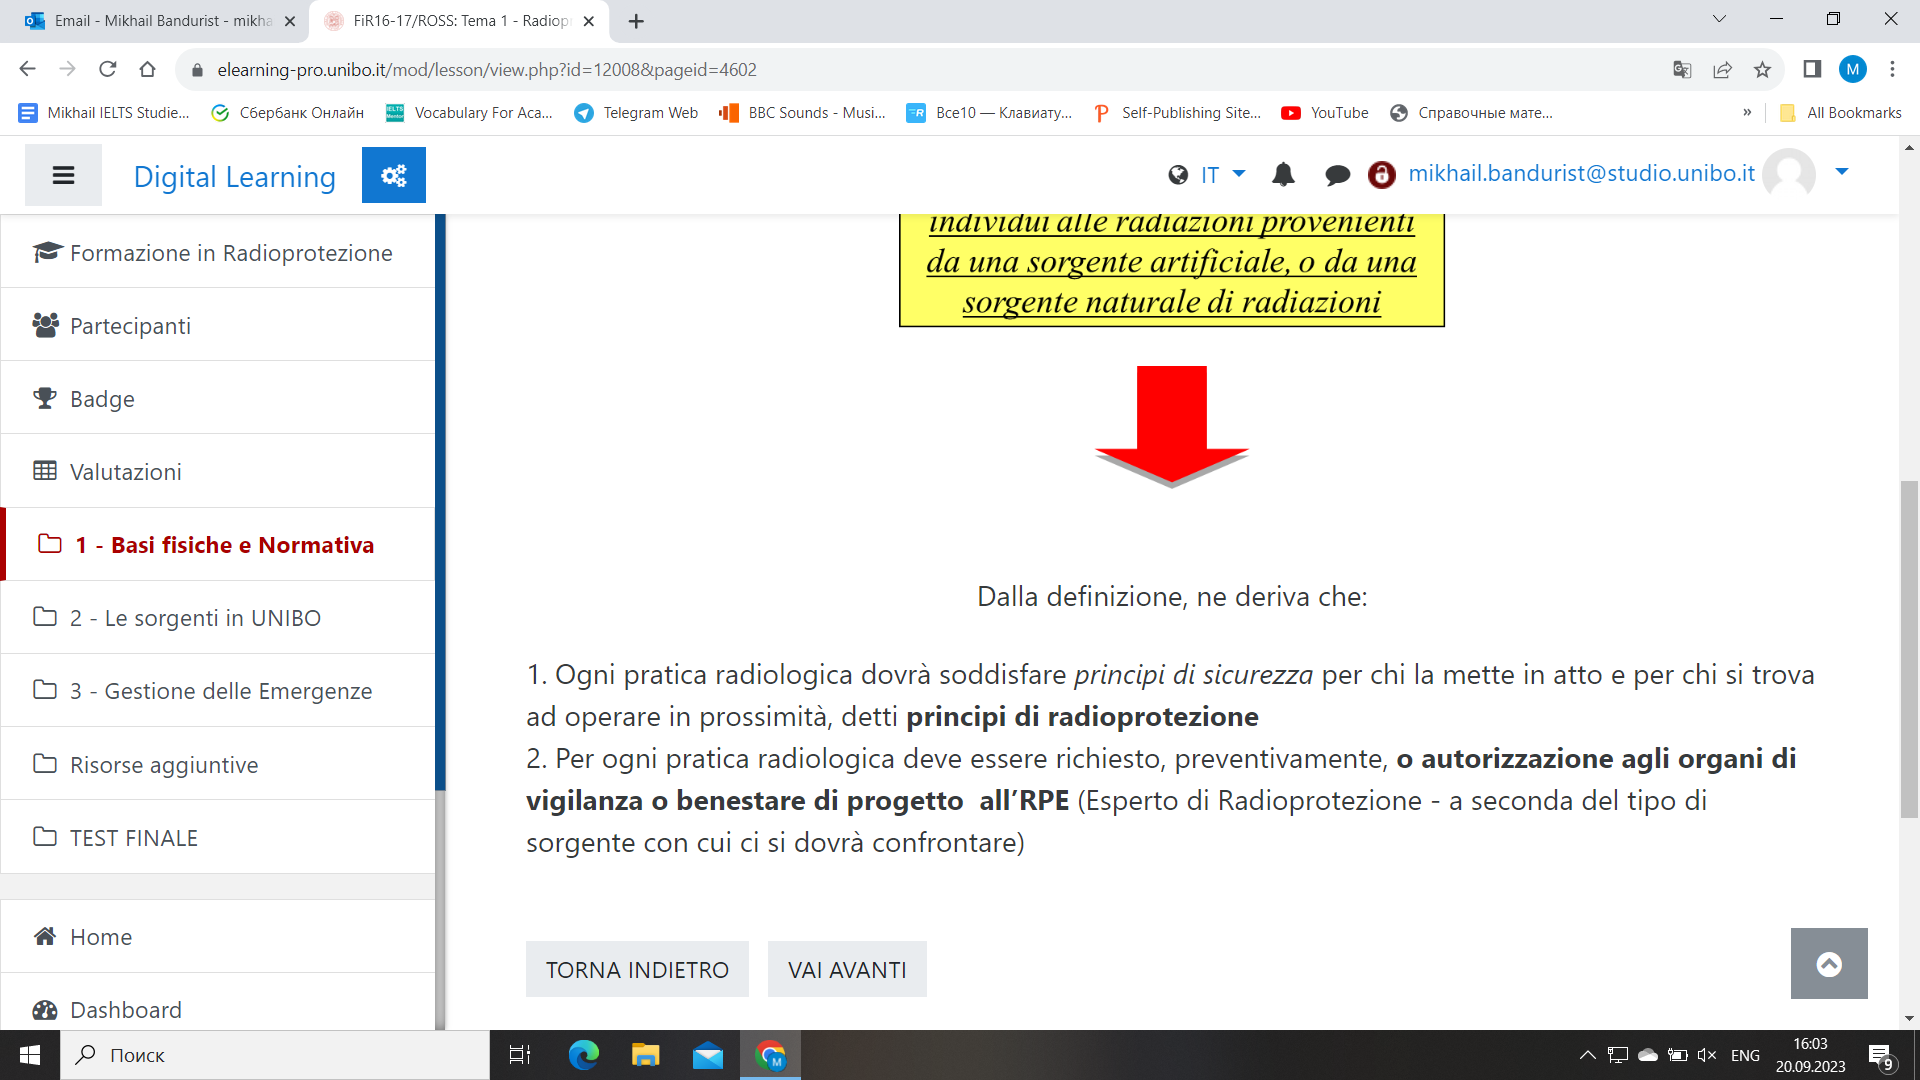 Email - Mikhail Bandurist - mikha
FiR16-17/ROSS: Tema 1 - Radiop
elearning-pro.unibo.it/mod/lesson/view.php?id=12008&pageid=4602
M
Mikhail IELTS Studie...
Сбербанк Онлайн
Vocabulary For Aca...
Telegram Web
BBC Sounds - Musi...
Все10 — Клавиату...
Self-Publishing Site...
YouTube
Справочные мате...
»
All Bookmarks
Digital Learning
IT
mikhail.bandurist@studio.unibo.it
Formazione in Radioprotezione
Partecipanti
Badge
Valutazioni
1 - Basi fisiche e Normativa
2 - Le sorgenti in UNIBO
3 - Gestione delle Emergenze
Risorse aggiuntive
TEST FINALE
Home
Dashboard
individui alle radiazioni provenienti
da una sorgente artificiale, o da una
sorgente naturale di radiazioni
Dalla definizione, ne deriva che:
1. Ogni pratica radiologica dovrà soddisfare principi di sicurezza per chi la mette in atto e per chi si trova
ad operare in prossimità, detti principi di radioprotezione
2. Per ogni pratica radiologica deve essere richiesto, preventivamente, o autorizzazione agli organi di
vigilanza o benestare di progetto all’RPE (Esperto di Radioprotezione - a seconda del tipo di
sorgente con cui ci si dovrà confrontare)
TORNA INDIETRO
VAI AVANTI
Поиск
M
ENG
16:03
20.09.2023
9